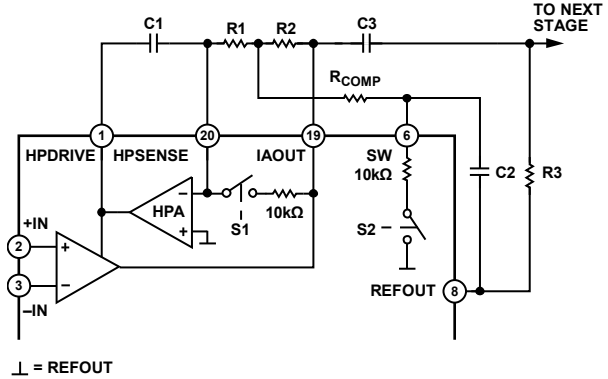 TO NEXT
STAGE
C1
R1
R2
C3
RCOMP
1
20
19
6
HPDRIVE
HPSENSE
IAOUT
SW
10kΩ
C2
R3
HPA
–
+
S1
10kΩ
S2
+IN
2
+
3
–
–IN
REFOUT
8
⊥ = REFOUT